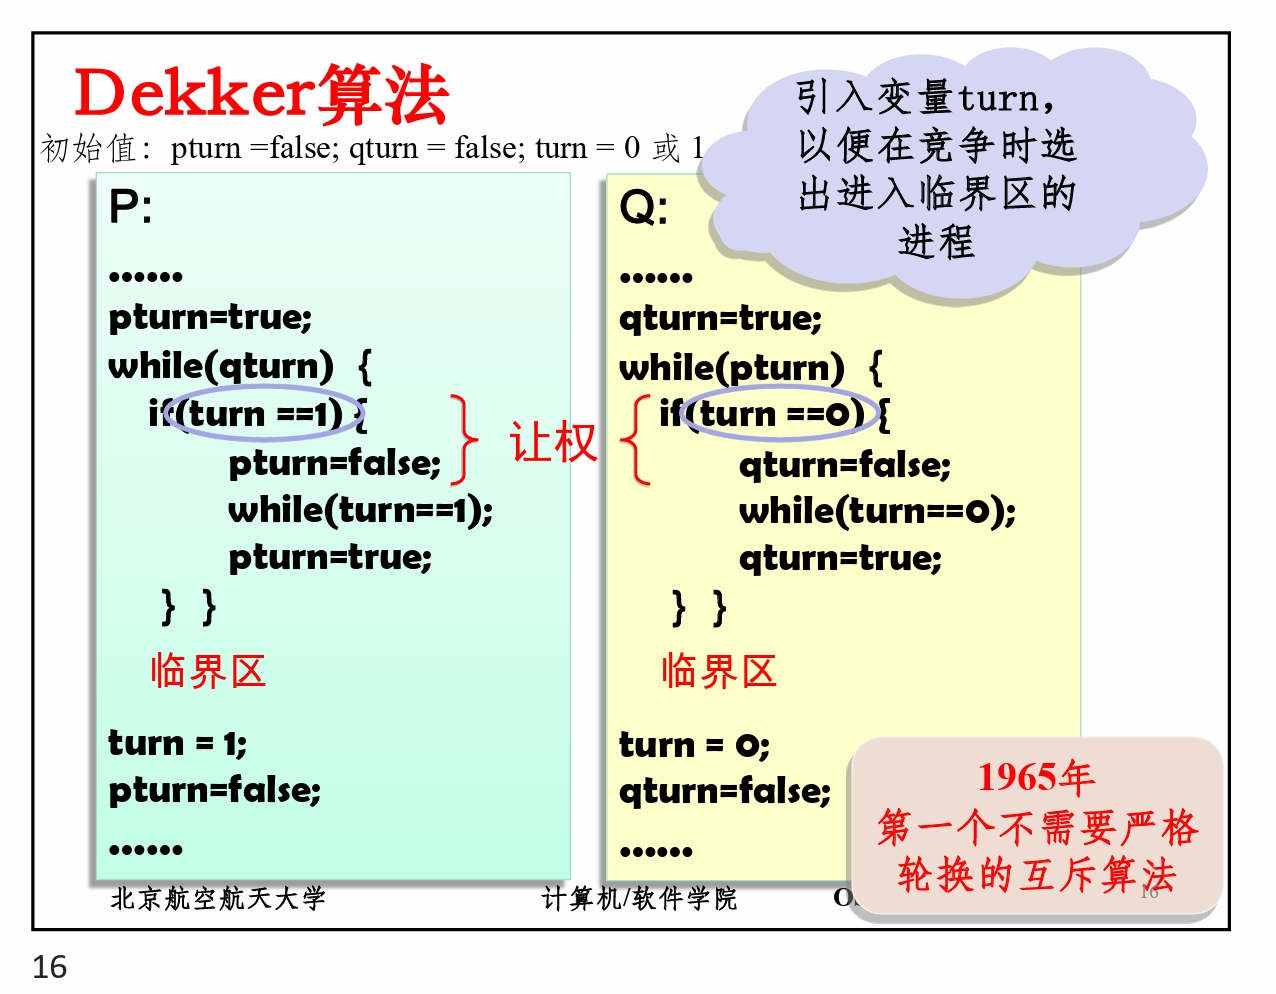 Dekker算法
初始值：pturn =false; qturn = false; turn = 0 或 1
引入变量turn，
以便在竞争时选
出进入临界区的
进程
P:
……
pturn=true;
while(qturn) {
if(turn ==1) {
pturn=false;
while(turn==1);
pturn=true;
} }
临界区
turn = 1;
pturn=false;
……
让权
Q:
……
qturn=true;
while(pturn) {
if(turn ==0) {
qturn=false;
while(turn==0);
qturn=true;
} }
临界区
turn = 0;
qturn=false;
……
1965年
第一个不需要严格
轮换的互斥算法
北京航空航天大学
计算机/软件学院
16
16